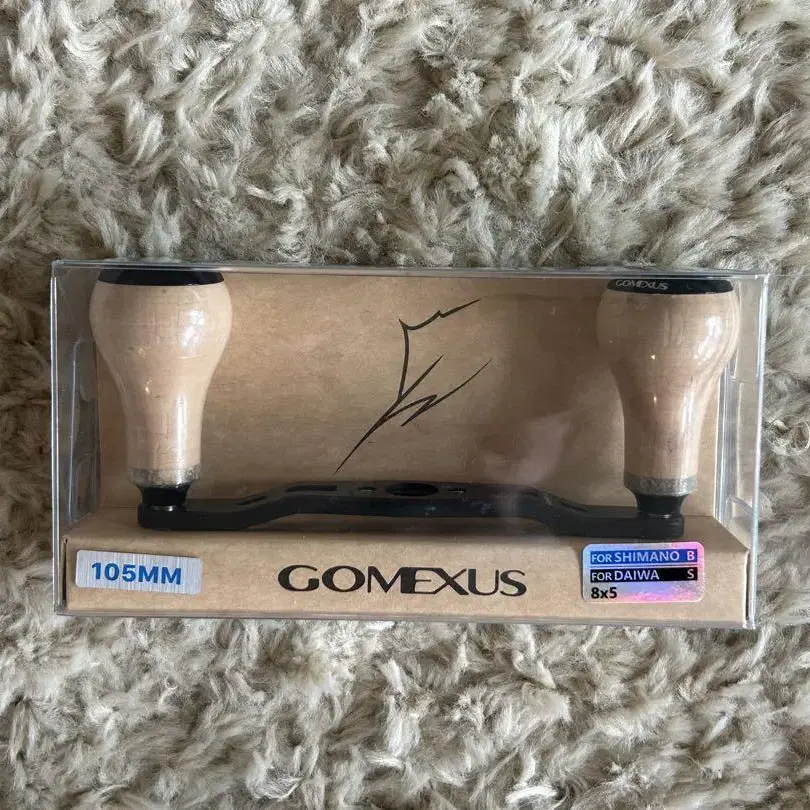 GOMEXUS
105MM
GOMEXUS
FOR SHIMANO B
FOR DAIWA S
8x5